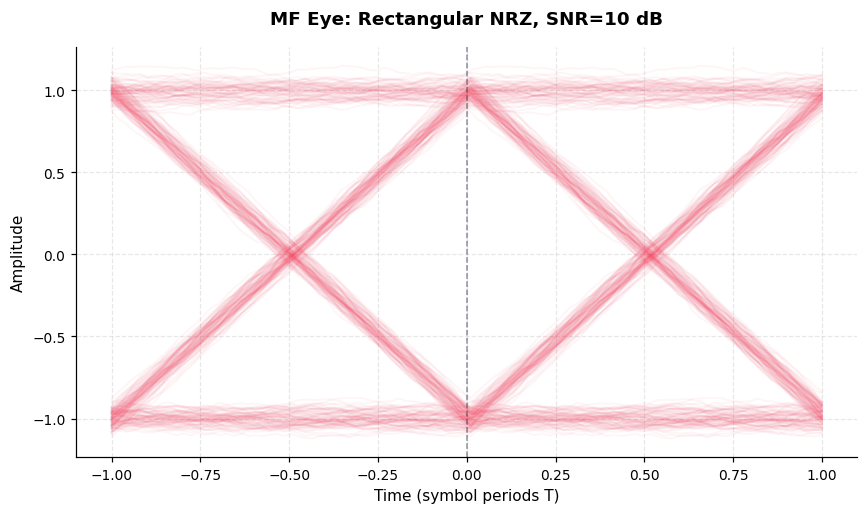 MF Eye: Rectangular NRZ, SNR=10 dB
Amplitude
1.0
0.5
0.0
−0.5
−1.0
−1.00 −0.75 −0.50 −0.25 0.00 0.25 0.50 0.75 1.00
Time (symbol periods T)